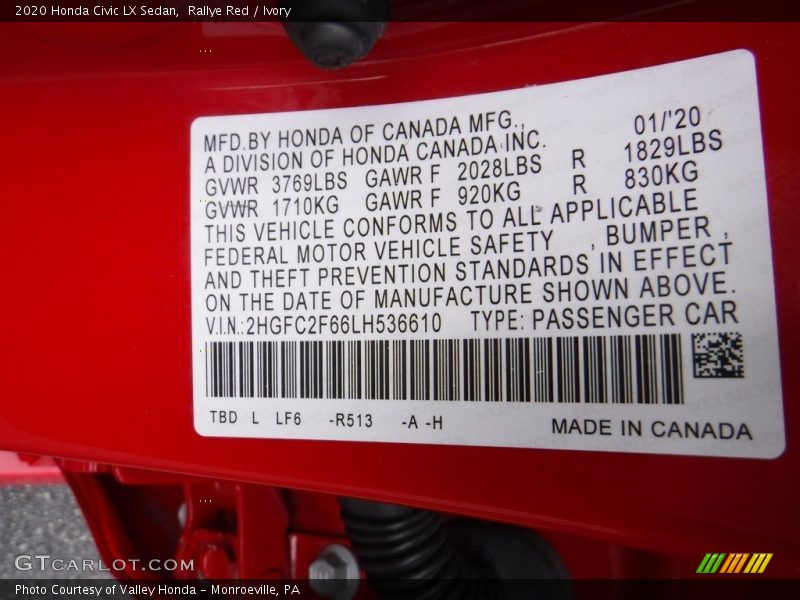 2020 Honda Civic LX Sedan, Rallye Red / Ivory
MFD.BY HONDA OF CANADA MFG., 01/'20
A DIVISION OF HONDA CANADA INC.
GVWR 3769LBS GAWR F 2028LBS R 1829LBS
GVWR 1710KG GAWR F 920KG R 830KG
THIS VEHICLE CONFORMS TO ALL APPLICABLE
FEDERAL MOTOR VEHICLE SAFETY , BUMPER ,
AND THEFT PREVENTION STANDARDS IN EFFECT
ON THE DATE OF MANUFACTURE SHOWN ABOVE.
V.I.N.:2HGFC2F66LH536610 TYPE: PASSENGER CAR
TBD L LF6 -R513 -A -H
MADE IN CANADA
GTCARLOT.COM
Photo Courtesy of Valley Honda - Monroeville, PA